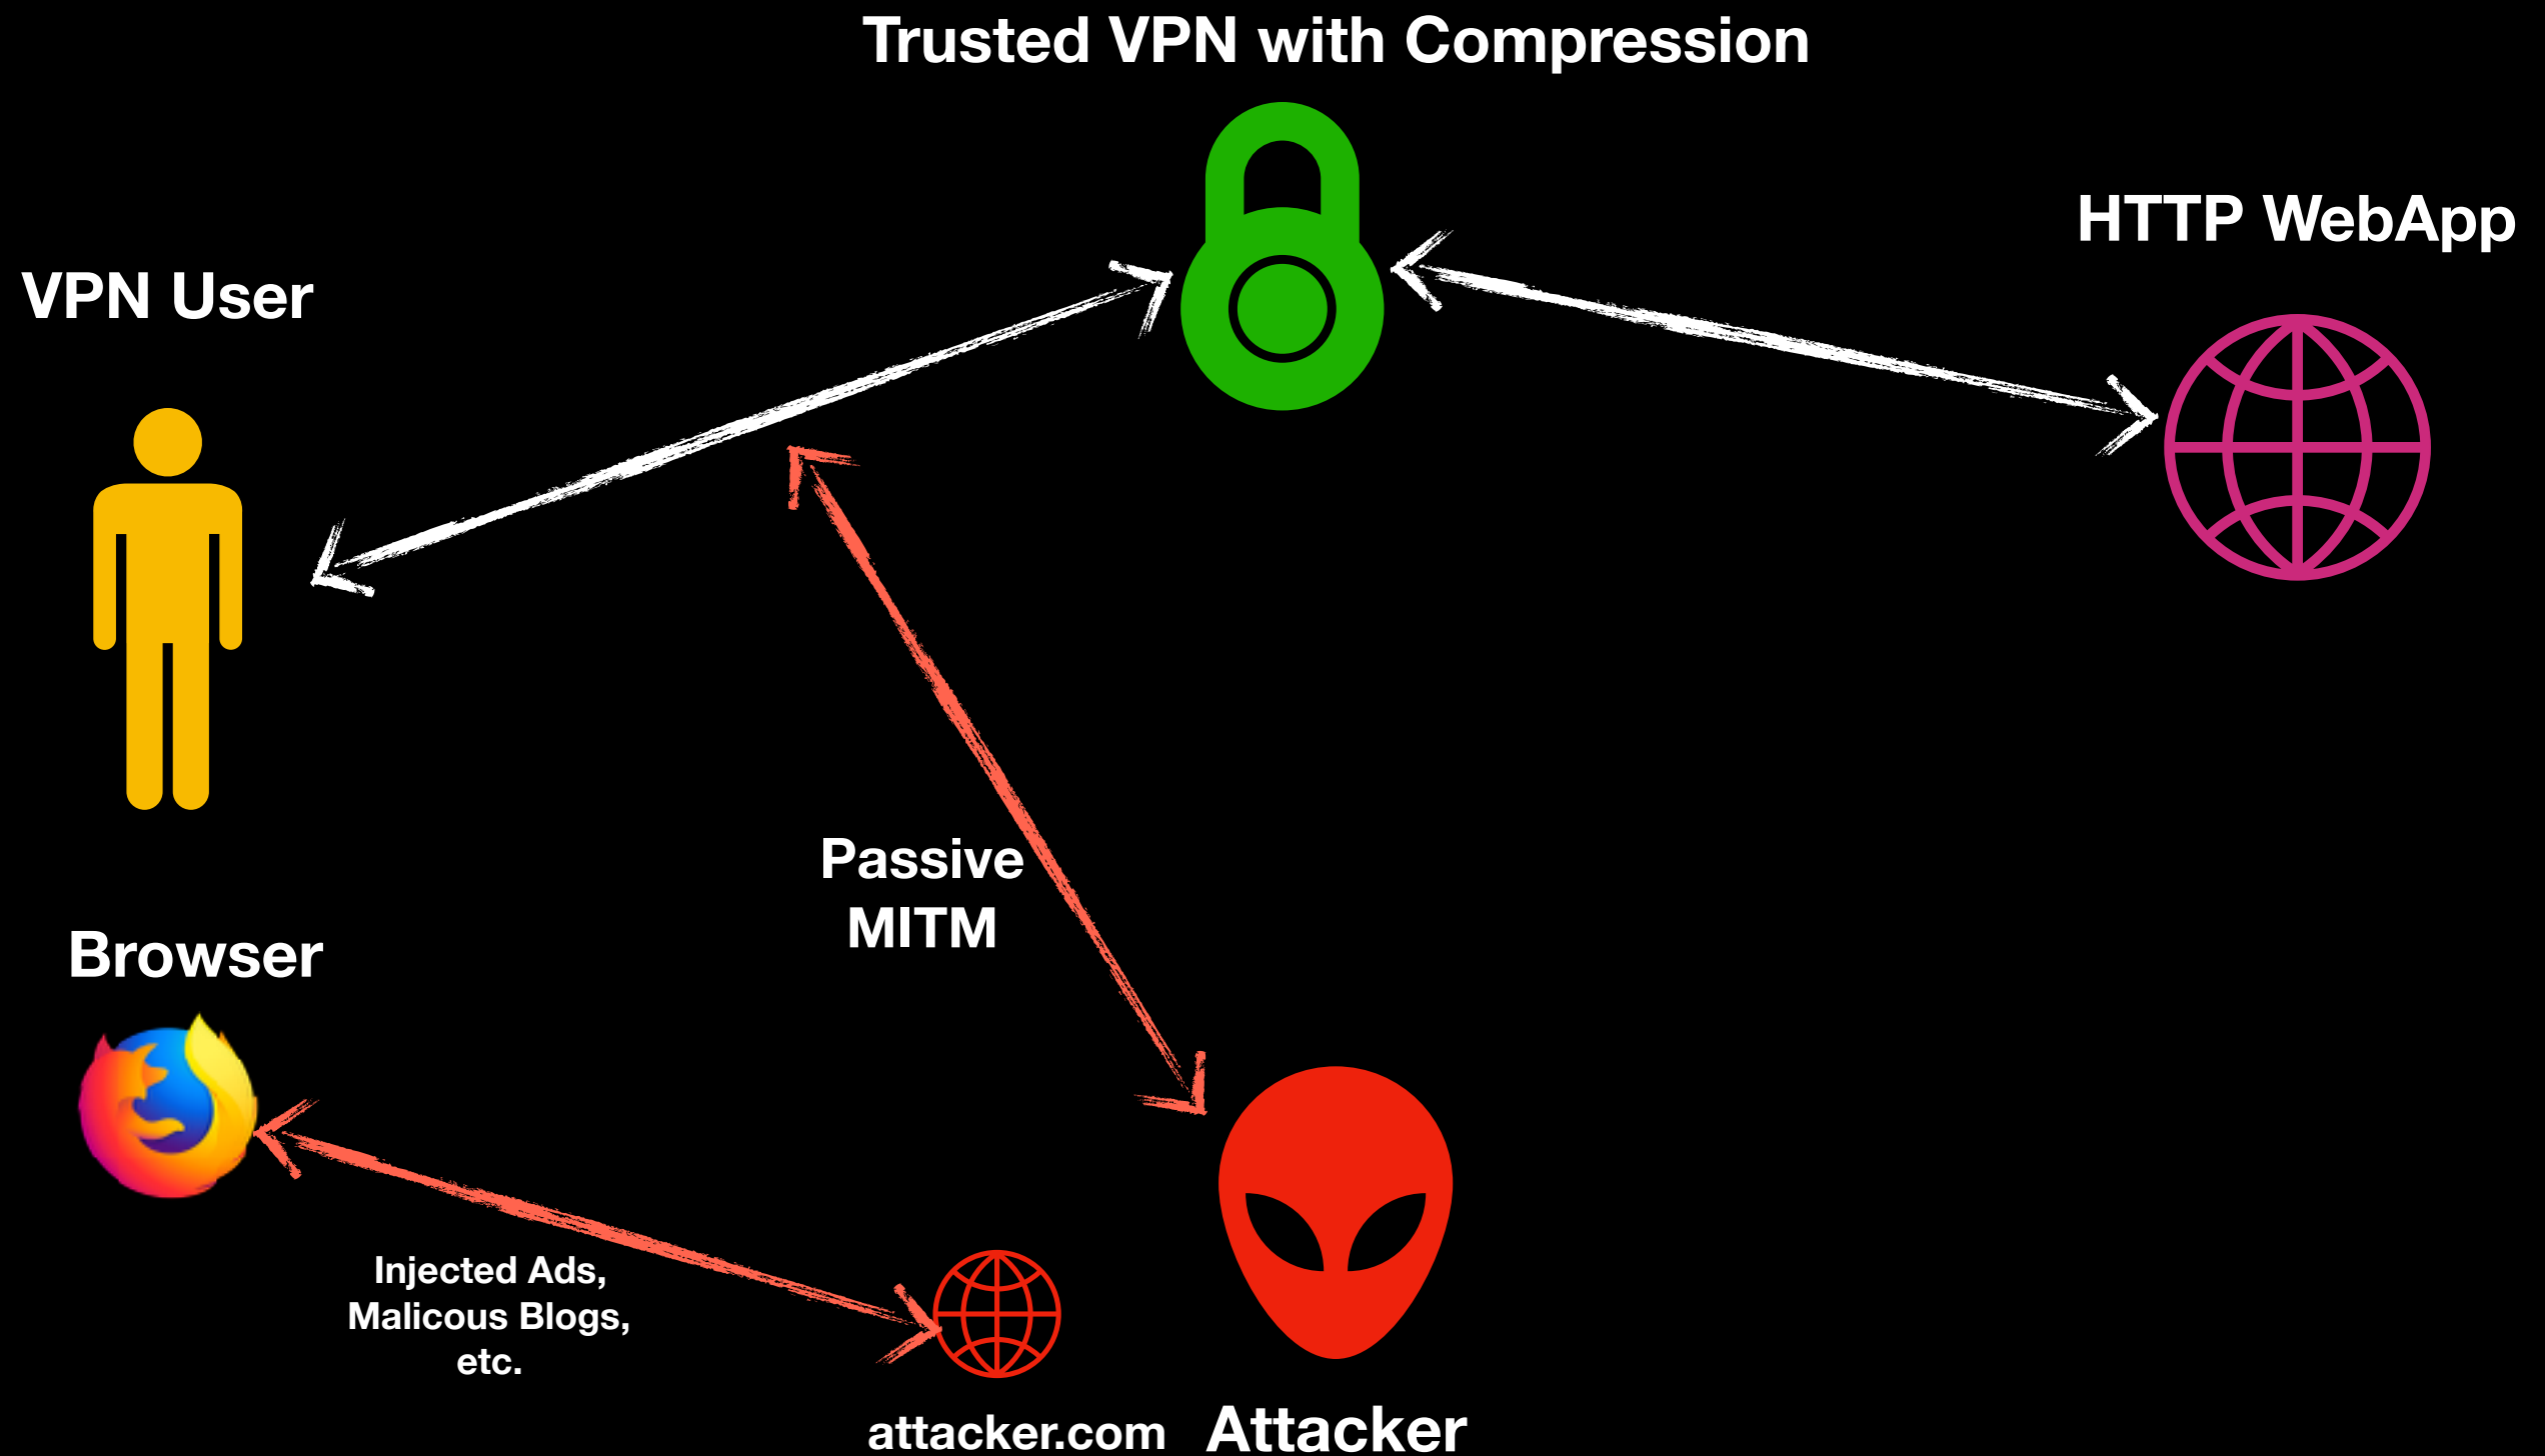 Trusted VPN with Compression
HTTP WebApp
VPN User
Passive
MITM
Browser
Injected Ads,
Malicous Blogs,
etc.
attacker.com
Attacker